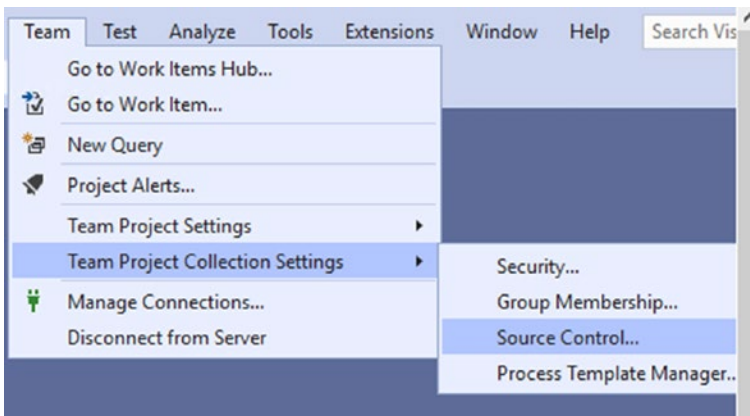 Team Test Analyze Tools Extensions Window Help Search Vis
Go to Work Items Hub...
Go to Work Item...
New Query
Project Alerts...
Team Project Settings
Team Project Collection Settings
Security...
Manage Connections...
Group Membership...
Disconnect from Server
Source Control...
Process Template Manager..